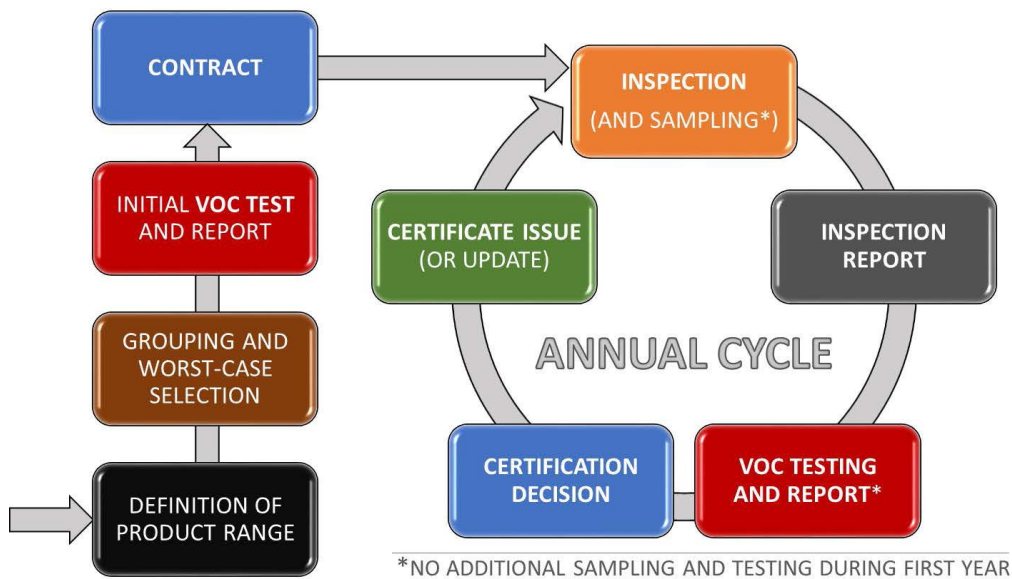 CONTRACT
INITIAL VOC TEST
AND REPORT
GROUPING AND
WORST-CASE
SELECTION
DEFINITION OF
PRODUCT RANGE
INSPECTION
(AND SAMPLING*)
INSPECTION
REPORT
VOC TESTING
AND REPORT*
CERTIFICATION
DECISION
CERTIFICATE ISSUE
(OR UPDATE)
ANNUAL CYCLE
*NO ADDITIONAL SAMPLING AND TESTING DURING FIRST YEAR